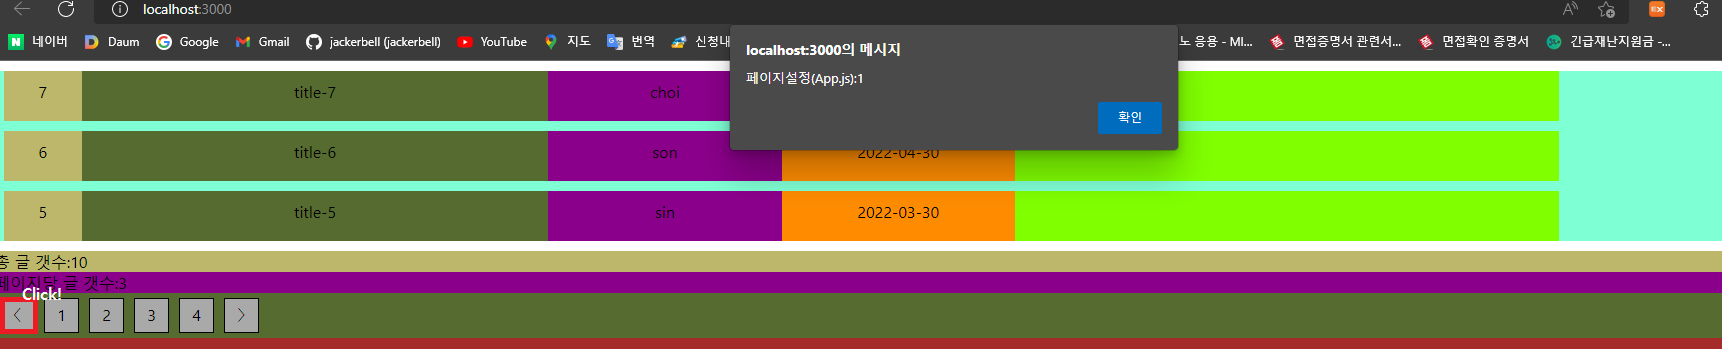 localhost:3000
네이버 Daum Google Gmail jackerbell (jackerbell) YouTube 지도 번역 신청내 노 응용 - MI... 면접증명서 관련서... 면접확인 증명서 긴급재난지원금 -...
localhost:3000의 메시지
페이지설정(App.js):1
확인
7 title-7 choi
6 title-6 son 2022-04-30
5 title-5 sin 2022-03-30
총 글 갯수:10
페이지당 글 갯수:3
Click!
< 1 2 3 4 >